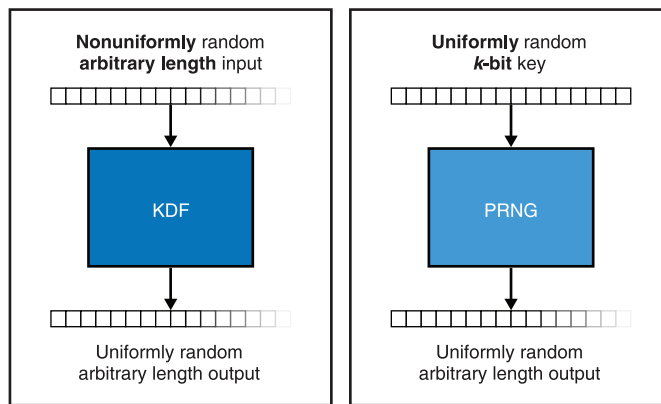 Nonuniformly random
arbitrary length input
KDF
Uniformly random
arbitrary length output
Uniformly random
k-bit key
PRNG
Uniformly random
arbitrary length output